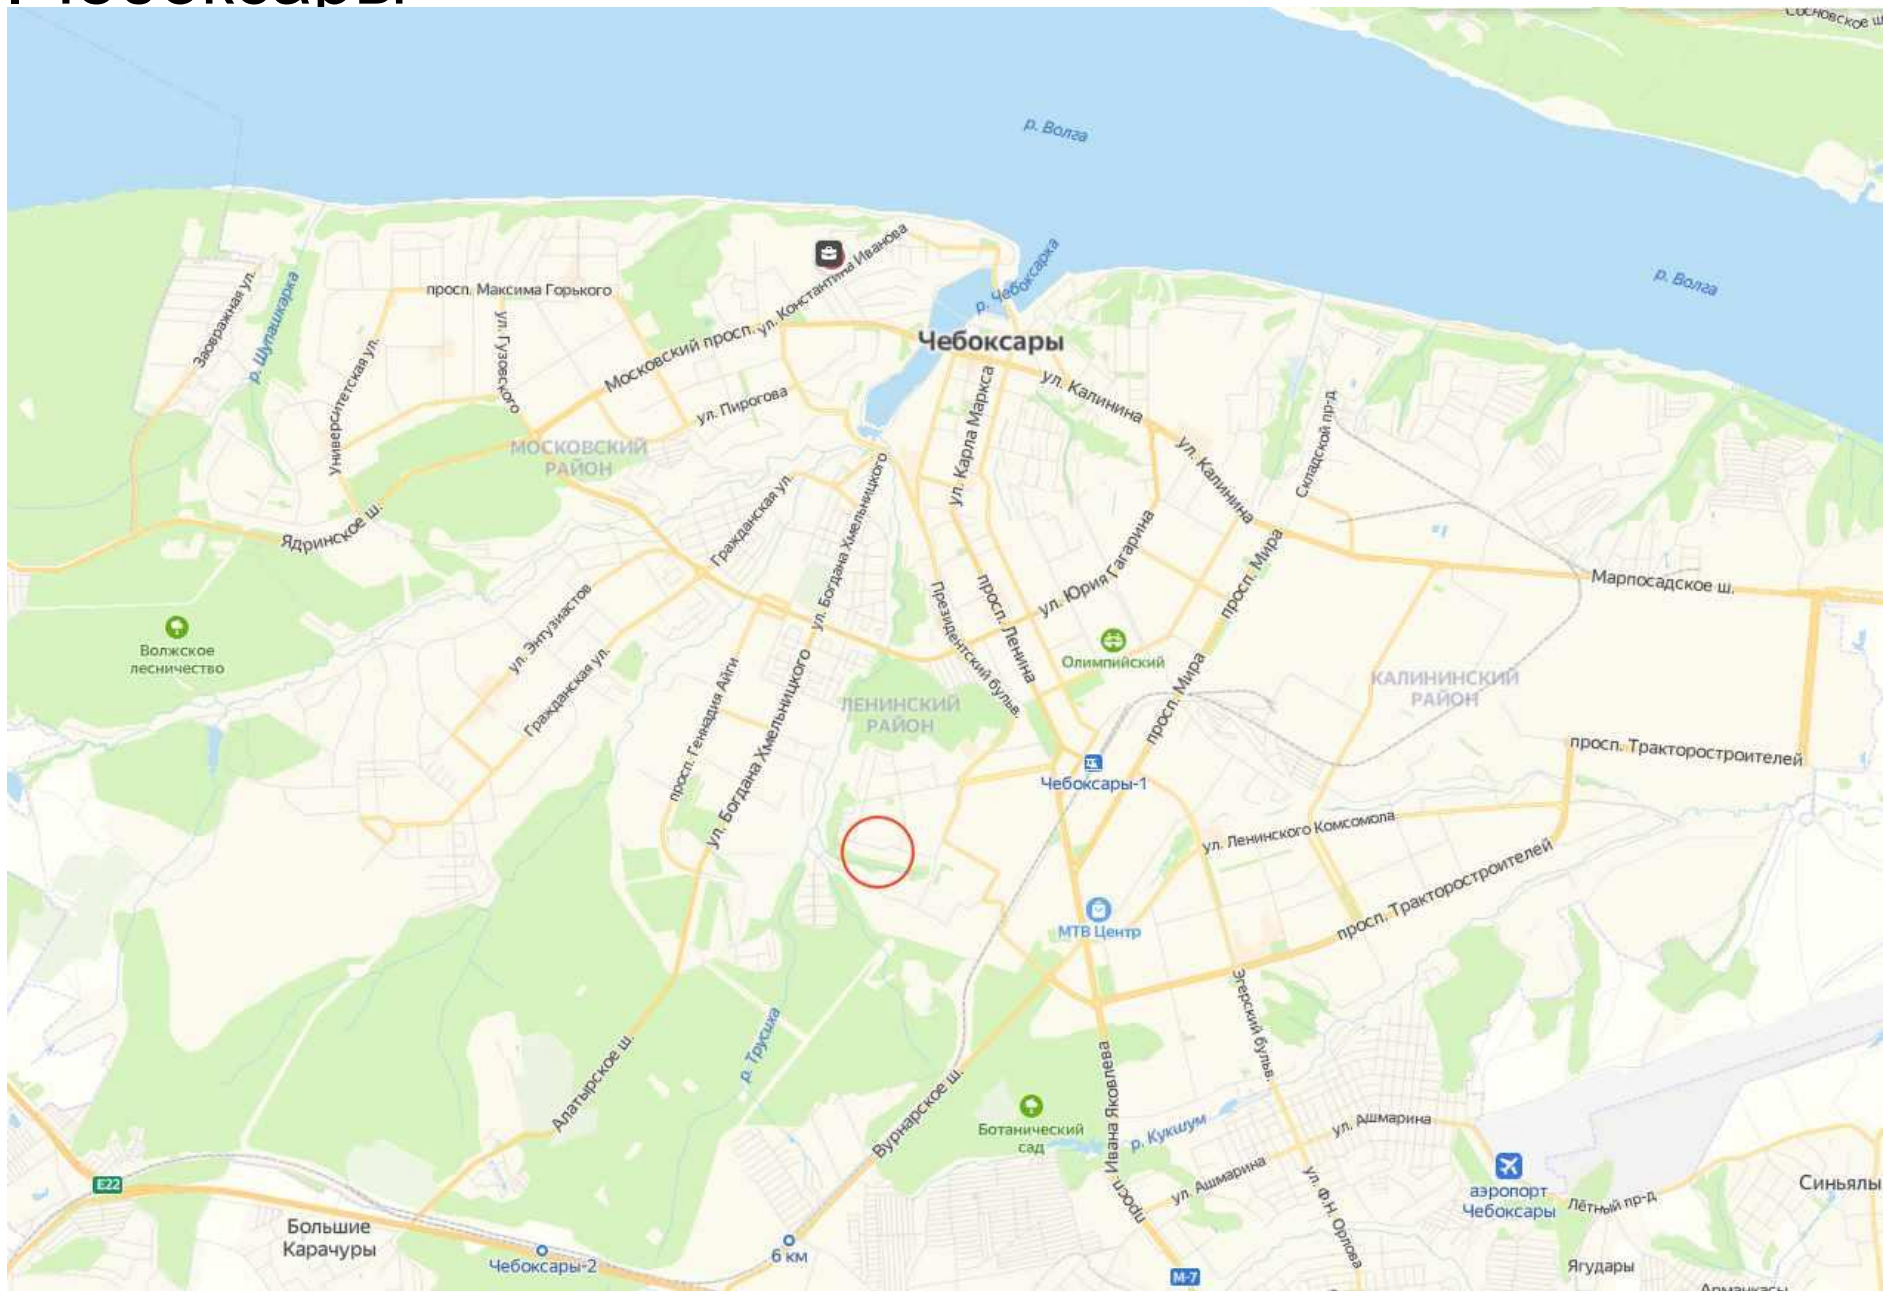 г. Чебоксары
Сосновское ш.
р. Волга
р. Волга
ул. Константина Иванова
р. Чебоксарка
Заовражная ул.
р. Шупашкарка
просп. Максима Горького
ул. Гузовского
Университетская ул.
Московский просп.
Чебоксары
ул. Калинина
ул. Пирогова
ул. Карла Маркса
Складской пр-д
МОСКОВСКИЙ
РАЙОН
ул. Калинина
Ядринское ш.
Гражданская ул.
ул. Богдана Хмельницкого
ул. Юрия Гагарина
просп. Мира
Марпосадское ш.
ул. Энтузиастов
Президентский бульв.
просп. Ленина
Волжское
лесничество
Гражданская ул.
Олимпийский
просп. Геннадия Айги
ул. Богдана Хмельницкого
ЛЕНИНСКИЙ
РАЙОН
просп. Мира
КАЛИНИНСКИЙ
РАЙОН
просп. Тракторостроителей
Чебоксары-1
ул. Ленинского Комсомола
просп. Тракторостроителей
МТВ Центр
Эгерский бульв.
р. Трусиха
Алатырское ш.
Вурнарское ш.
Ботанический
сад
просп. Ивана Яковлева
р. Кукшум
ул. Ашмарина
ул. Ашмарина
ул. Ф.Н. Орлова
аэропорт
Чебоксары
Лётный пр-д
Синьялы
E22
Большие
Карачуры
Чебоксары-2
6 км
М-7
Ягудары